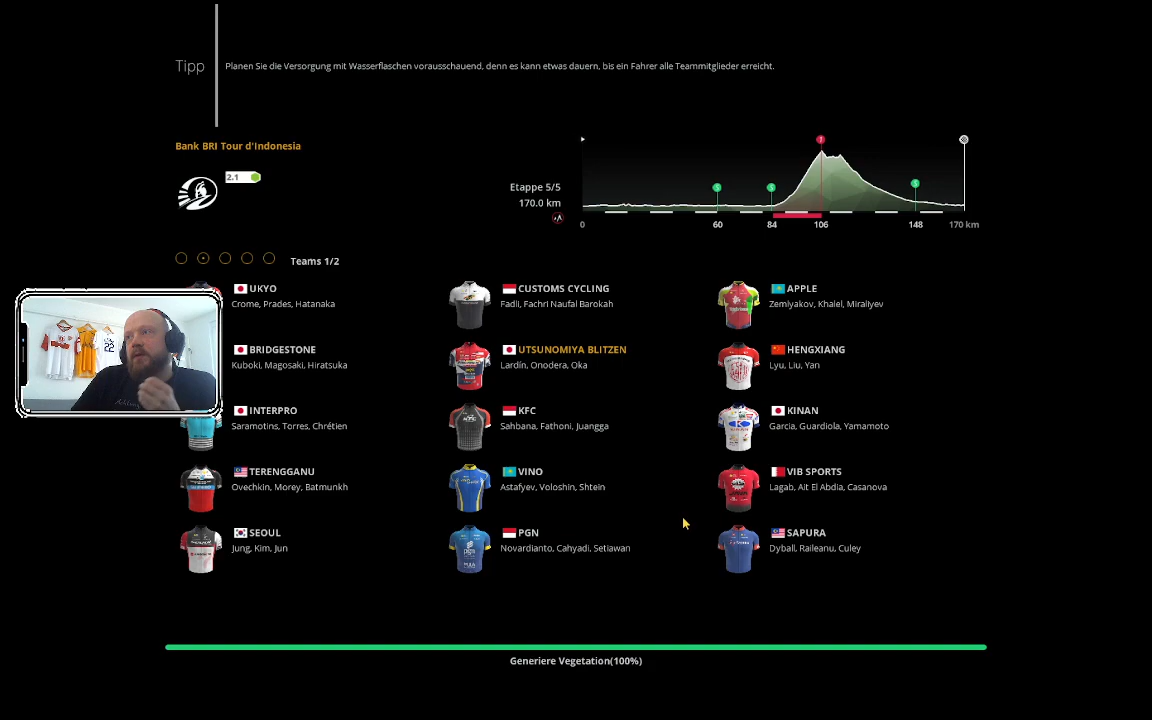 Tipp
Planen Sie die Versorgung mit Wasserflaschen vorausschauend, denn es kann etwas dauern, bis ein Fahrer alle Teammitglieder erreicht.
Bank BRI Tour d'Indonesia
2.1
Etappe 5/5
170.0 km
0 60 84 106 148 170 km
Teams 1/2
UKYO
Crome, Prades, Hatanaka
CUSTOMS CYCLING
Fadli, Fachri Naufal Barokah
APPLE
Zemlyakov, Khalel, Miraliyev
BRIDGESTONE
Kuboki, Magosaki, Hiratsuka
UTSUNOMIYA BLITZEN
Lardín, Onodera, Oka
HENGXIANG
Lyu, Liu, Yan
INTERPRO
Saramotins, Torres, Chrétien
KFC
Sahbana, Fathoni, Juangga
KINAN
Garcia, Guardiola, Yamamoto
TERENGGANU
Ovechkin, Morey, Batmunkh
VINO
Astafyev, Voloshin, Shtein
VIB SPORTS
Lagab, Ait El Abdia, Casanova
SEOUL
Jung, Kim, Jun
PGN
Novardianto, Cahyadi, Setiawan
SAPURA
Dyball, Raileanu, Culey
Generiere Vegetation(100%)